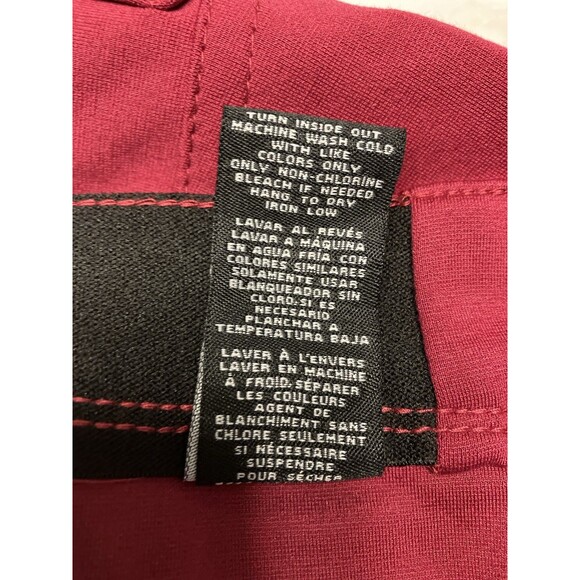 TURN INSIDE OUT
MACHINE WASH COLD
WITH LIKE
COLORS ONLY
ONLY NON-CHLORINE
BLEACH IF NEEDED
HANG TO DRY
IRON LOW
LAVAR AL REVÉS
LAVAR A MÁQUINA
EN AGUA FRÍA CON
COLORES SIMILARES
SOLAMENTE USAR
BLANQUEADOR SIN
CLORO.SI ES
NECESARIO
PLANCHAR A
TEMPERATURA BAJA
LAVER À L'ENVERS
LAVER EN MACHINE
À FROID.SÉPARER
LES COULEURS
AGENT DE
BLANCHIMENT SANS
CHLORE SEULEMENT
SI NÉCESSAIRE
SUSPENDRE
POUR SÉCHER